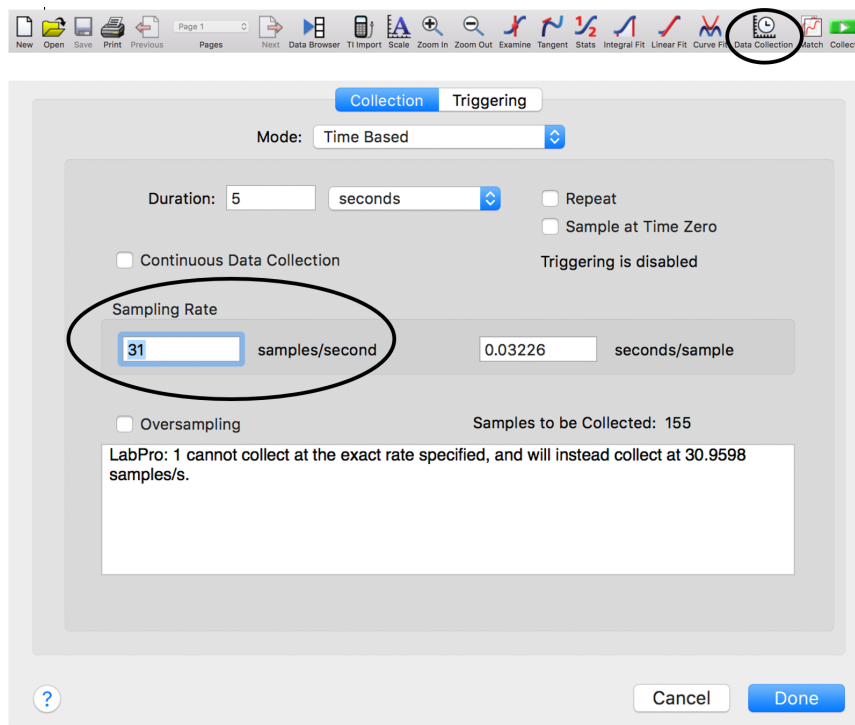 Page 1
New Open Save Print Previous Pages Next Data Browser TI Import Scale Zoom In Zoom Out Examine Tangent Stats Integral Fit Linear Fit Curve Fit Data Collection Match Collect
Collection Triggering
Mode: Time Based
Duration: 5 seconds Repeat
Sample at Time Zero
Continuous Data Collection Triggering is disabled
Sampling Rate
31 samples/second 0.03226 seconds/sample
Oversampling Samples to be Collected: 155
LabPro: 1 cannot collect at the exact rate specified, and will instead collect at 30.9598
samples/s.
? Cancel Done